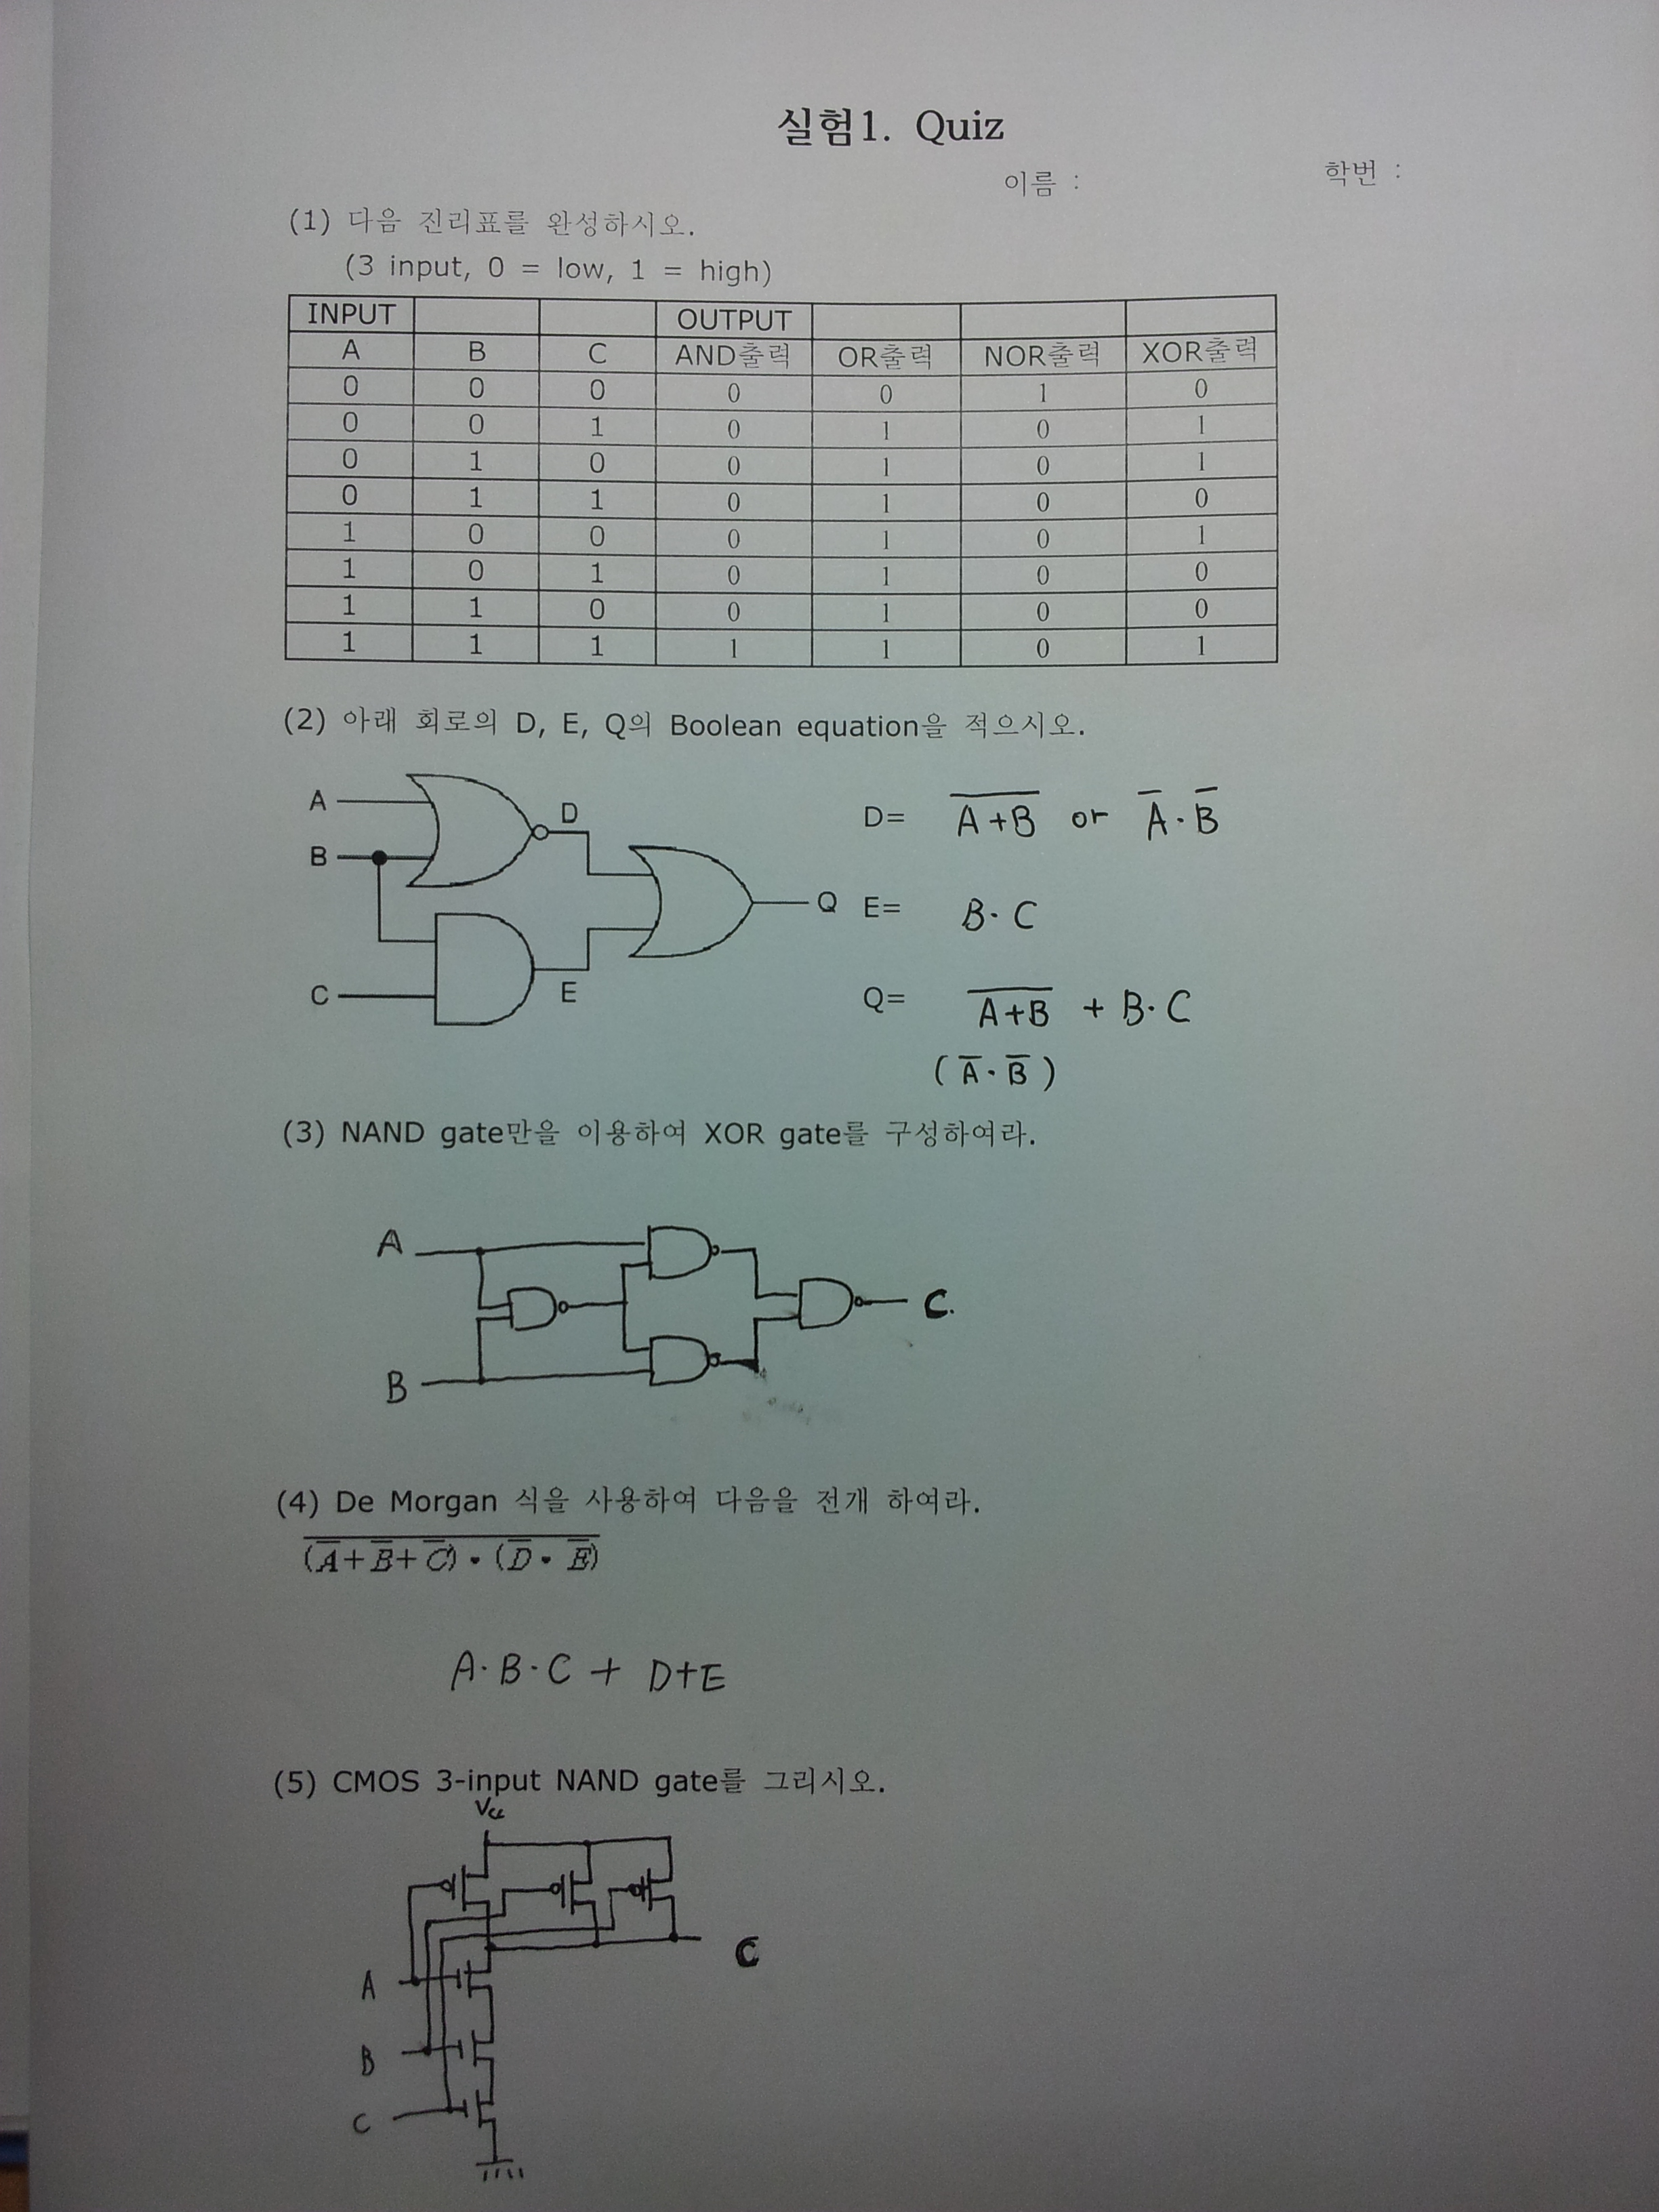 실험1. Quiz
이름 : 학번 :
(1) 다음 진리표를 완성하시오.
(3 input, 0 = low, 1 = high)
INPUT OUTPUT
A B C AND출력 OR출력 NOR출력 XOR출력
0 0 0 0 0 1 0
0 0 1 0 1 0 1
0 1 0 0 1 0 1
0 1 1 0 1 0 0
1 0 0 0 1 0 1
1 0 1 0 1 0 0
1 1 0 0 1 0 0
1 1 1 1 1 0 1
(2) 아래 회로의 D, E, Q의 Boolean equation을 적으시오.
A
B
C
D
E
Q
D= A̅+̅B̅ or A̅·B̅
E= B·C
Q= A̅+̅B̅ + B·C
(A̅·B̅)
(3) NAND gate만을 이용하여 XOR gate를 구성하여라.
A
B
C.
(4) De Morgan 식을 사용하여 다음을 전개 하여라.
\overline{(\overline{A}+\overline{B}+\overline{C})•(\overline{D}•\overline{E})}
A·B·C + D+E
(5) CMOS 3-input NAND gate를 그리시오.
Vcc
C
A
B
C